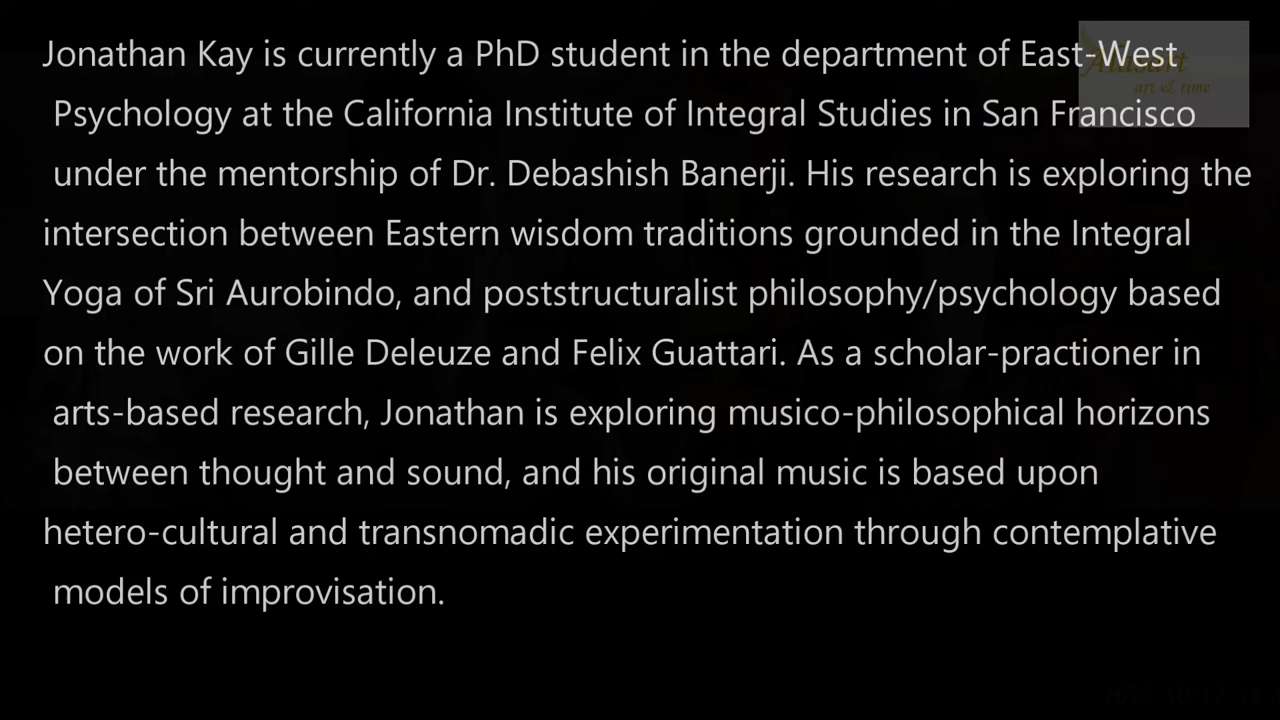 Jonathan Kay is currently a PhD student in the department of East-West
Psychology at the California Institute of Integral Studies in San Francisco
under the mentorship of Dr. Debashish Banerji. His research is exploring the
intersection between Eastern wisdom traditions grounded in the Integral
Yoga of Sri Aurobindo, and poststructuralist philosophy/psychology based
on the work of Gille Deleuze and Felix Guattari. As a scholar-practioner in
arts-based research, Jonathan is exploring musico-philosophical horizons
between thought and sound, and his original music is based upon
hetero-cultural and transnomadic experimentation through contemplative
models of improvisation.
art & time